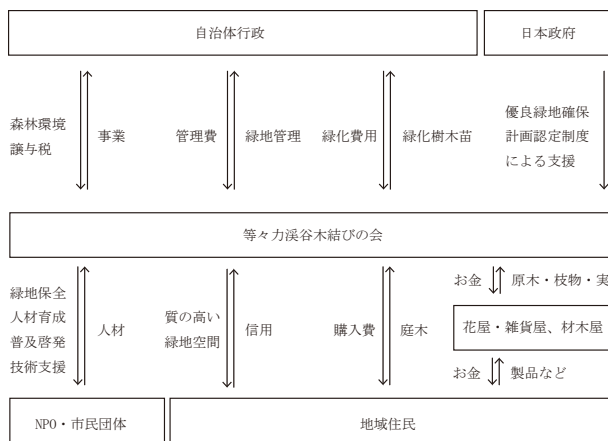 自治体行政
日本政府
森林環境
譲与税
事業
管理費
緑地管理
緑化費用
緑化樹木苗
優良緑地確保
計画認定制度
による支援
等々力渓谷木結びの会
緑地保全
人材育成
普及啓発
技術支援
人材
質の高い
緑地空間
信用
購入費
庭木
お金
原木・枝物・実
花屋・雑貨屋、材木屋
お金
製品など
NPO・市民団体
地域住民